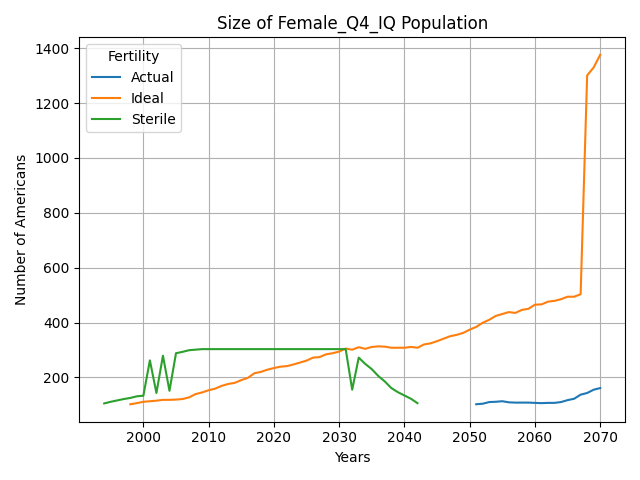 Size of Female_Q4_IQ Population
Fertility
Actual
Ideal
Sterile
Number of Americans
1400
1200
1000
800
600
400
200
2000 2010 2020 2030 2040 2050 2060 2070
Years